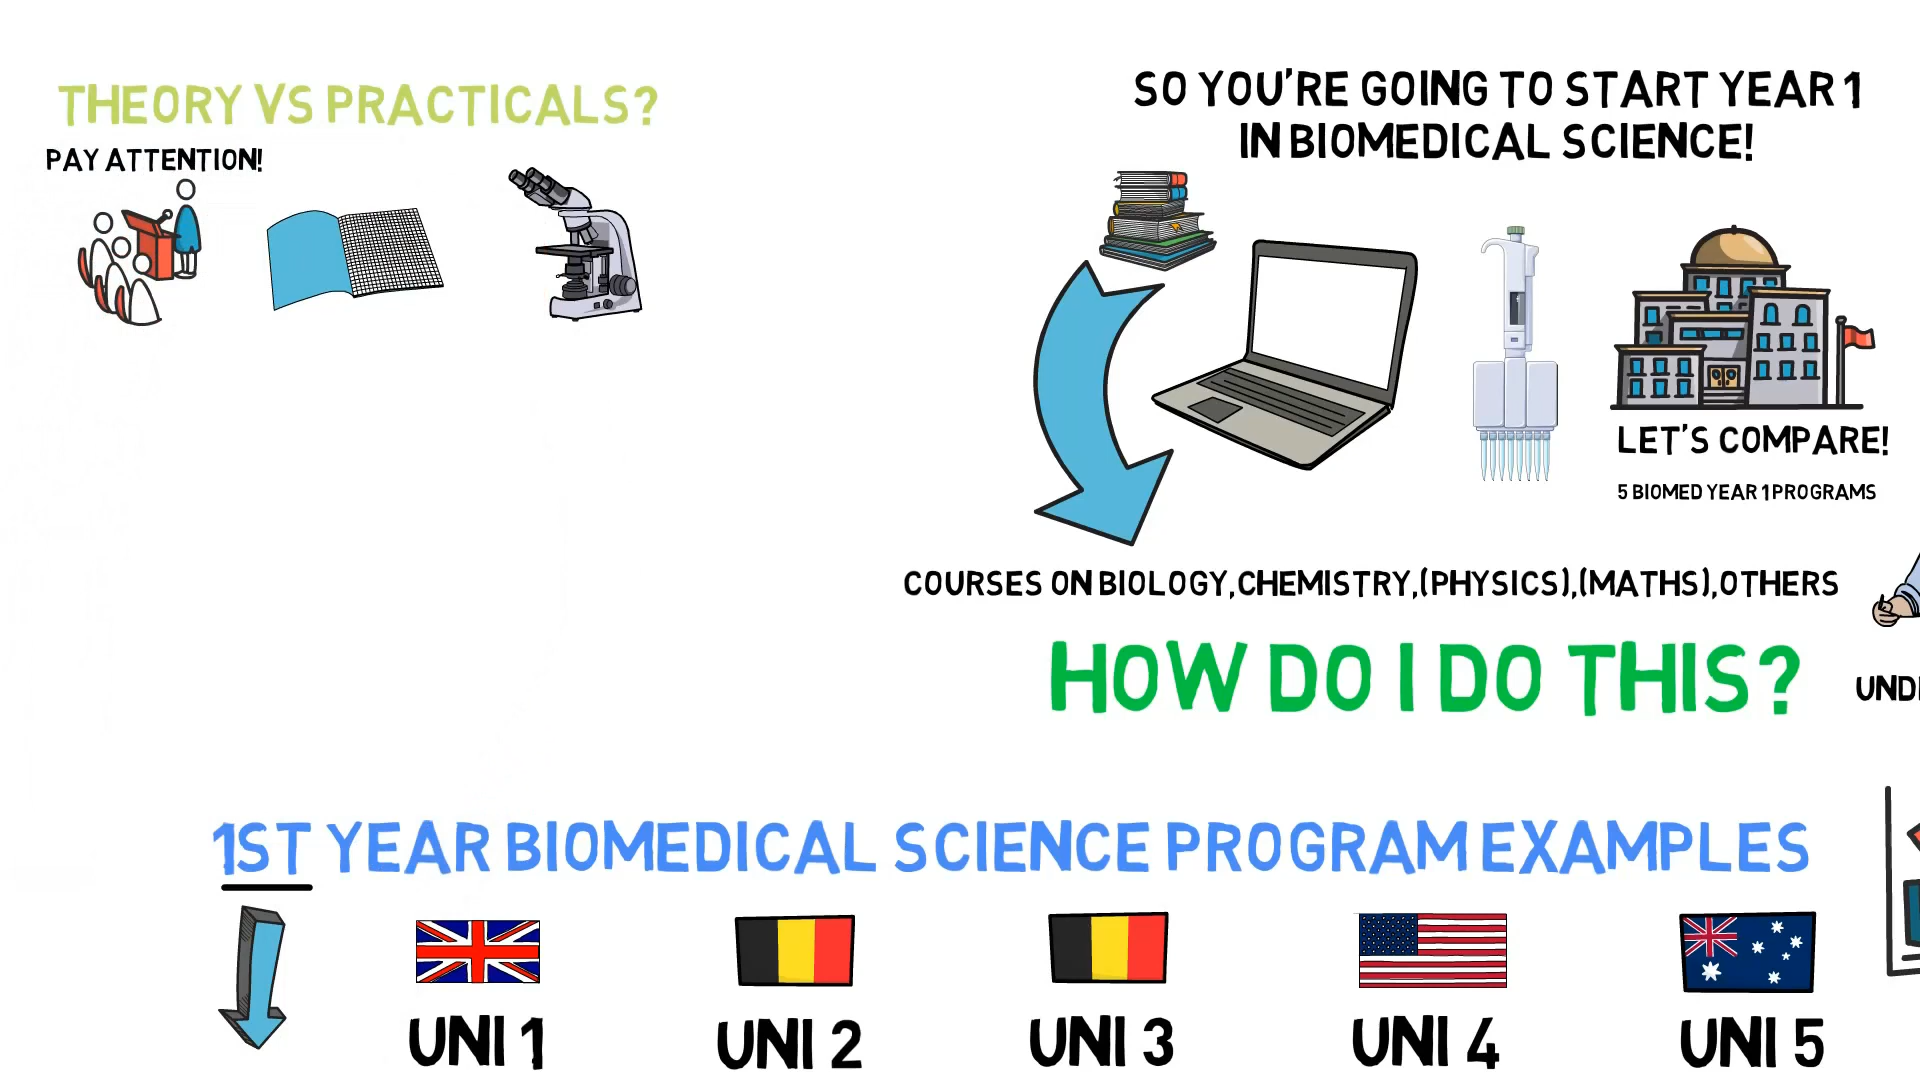 THEORY VS PRACTICALS?
PAY ATTENTION!
SO YOU'RE GOING TO START YEAR 1
IN BIOMEDICAL SCIENCE!
LET'S COMPARE!
5 BIOMED YEAR 1 PROGRAMS
COURSES ON BIOLOGY,CHEMISTRY,(PHYSICS),(MATHS),OTHERS
HOW DO I DO THIS?
1ST YEAR BIOMEDICAL SCIENCE PROGRAM EXAMPLES
UNI 1
UNI 2
UNI 3
UNI 4
UNI 5